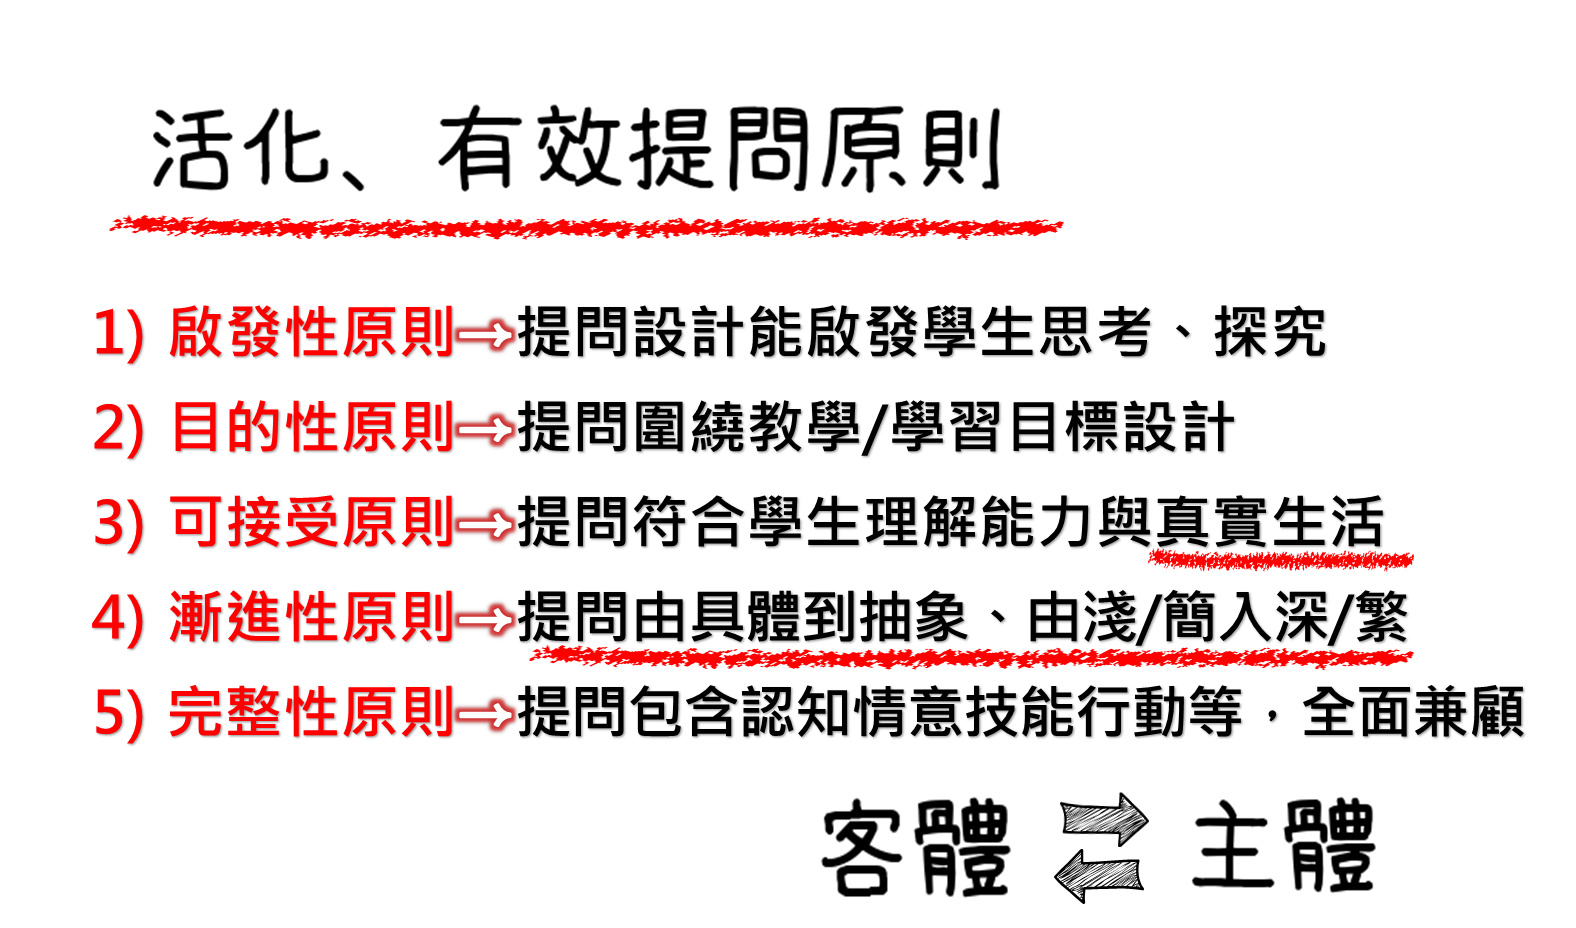 活化、有效提問原則
1) 啟發性原則→提問設計能啟發學生思考、探究
2) 目的性原則→提問圍繞教學/學習目標設計
3) 可接受原則→提問符合學生理解能力與真實生活
4) 漸進性原則→提問由具體到抽象、由淺/簡入深/繁
5) 完整性原則→提問包含認知情意技能行動等，全面兼顧
客體 主體